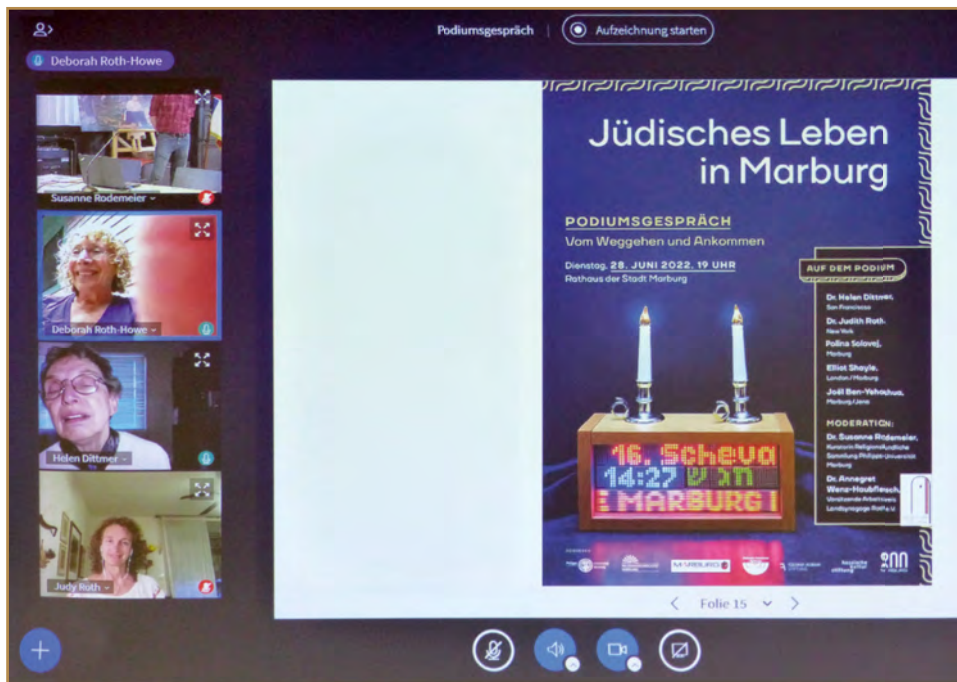 Podiumsgespräch
Aufzeichnung starten
Deborah Roth-Howe
Susanne Rodemeier
Deborah Roth-Howe
Helen Dittmer
Judy Roth
Jüdisches Leben
in Marburg
PODIUMSGESPRÄCH
Vom Weggehen und Ankommen
Dienstag, 28. JUNI 2022, 19 UHR
Rathaus der Stadt Marburg
AUF DEM PODIUM
Dr. Helen Dittmer,
San Francisco
Dr. Judith Roth,
New York
Polina Solovej,
Marburg
Elliot Shoyle,
London/Marburg
Joël Ben-Yehoshua,
Marburg/Jena
MODERATION:
Dr. Susanne Rodemeier,
Religionskundliche
Sammlung Philipps-Universität
Marburg
Dr. Annegret
Wenz-Haubfleisch,
Vorsitzende Arbeitskreis
Landsynagoge Roth e.V.
16. Scheva
14:27 חגש
E MARBURG I
MARBURG
Folie 15